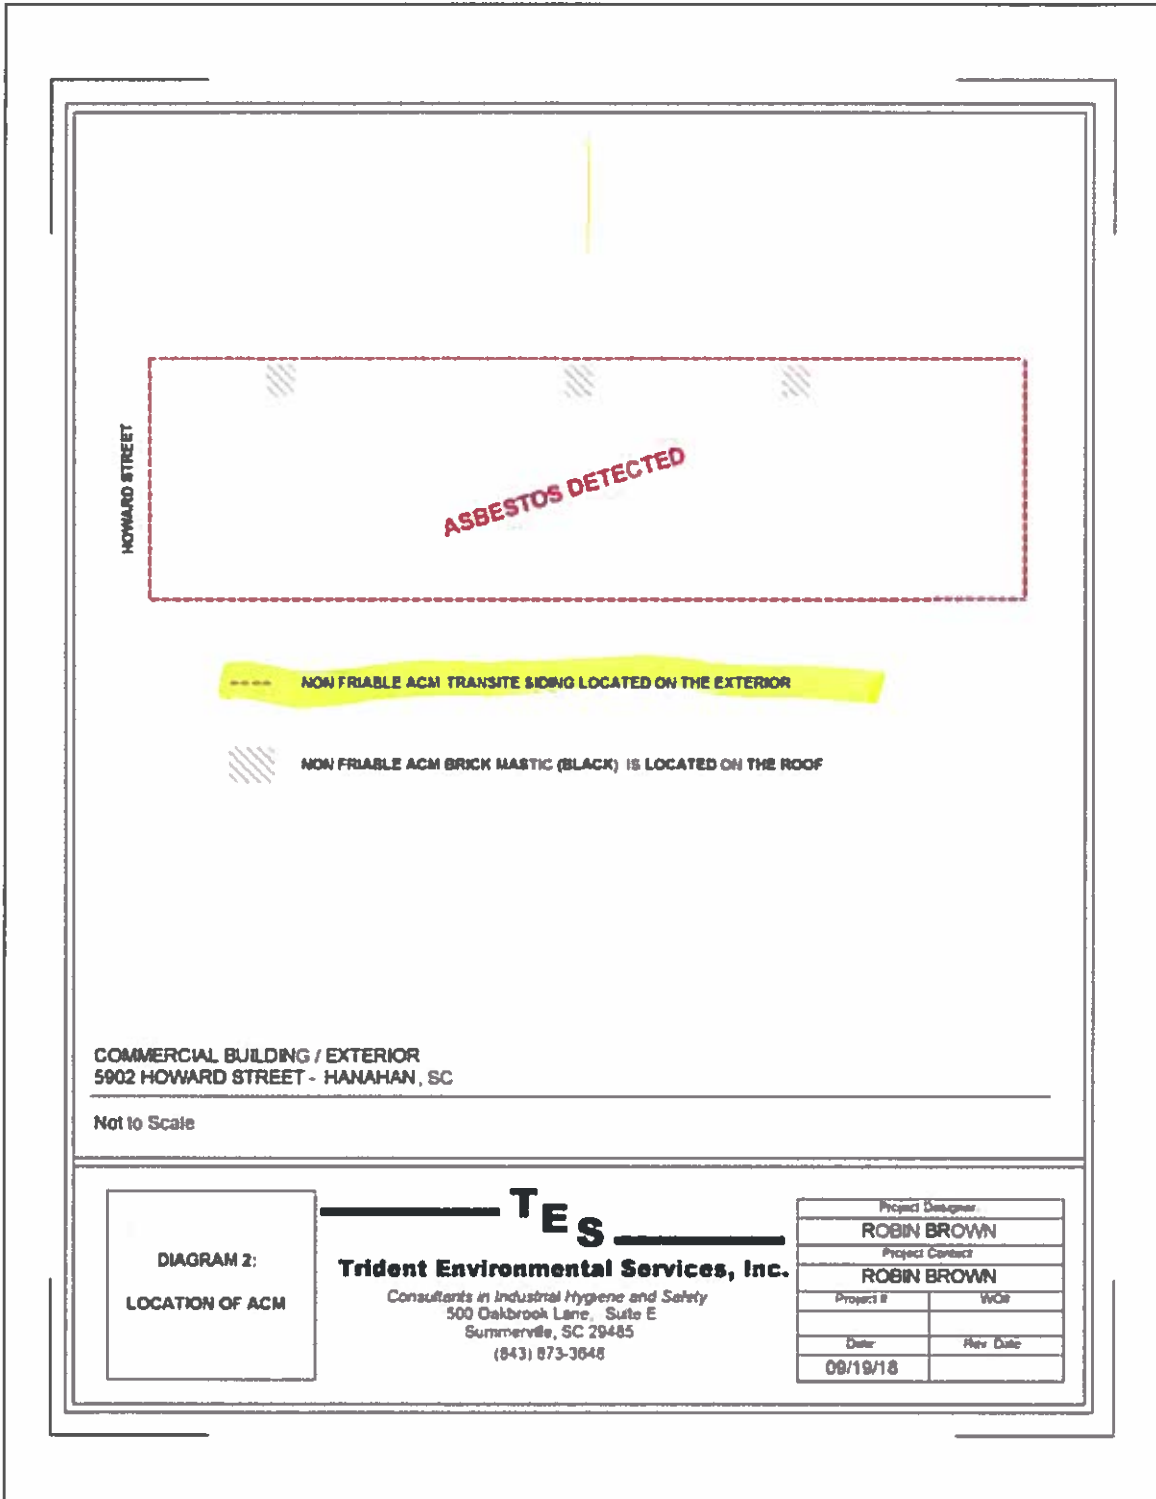 HOWARD STREET
ASBESTOS DETECTED
NON FRIABLE ACM TRANSITE SIDING LOCATED ON THE EXTERIOR
NON FRIABLE ACM BRICK MASTIC (BLACK) IS LOCATED ON THE ROOF
COMMERCIAL BUILDING / EXTERIOR
5902 HOWARD STREET - HANAHAN, SC
Not to Scale
DIAGRAM 2:
LOCATION OF ACM
TES
Trident Environmental Services, Inc.
Consultants in Industrial Hygiene and Safety
500 Oakbrook Lane, Suite E
Summerville, SC 29485
(843) 873-3648
Project Designer
ROBIN BROWN
Project Contact
ROBIN BROWN
Project # WO#
Date Rev Date
09/19/18